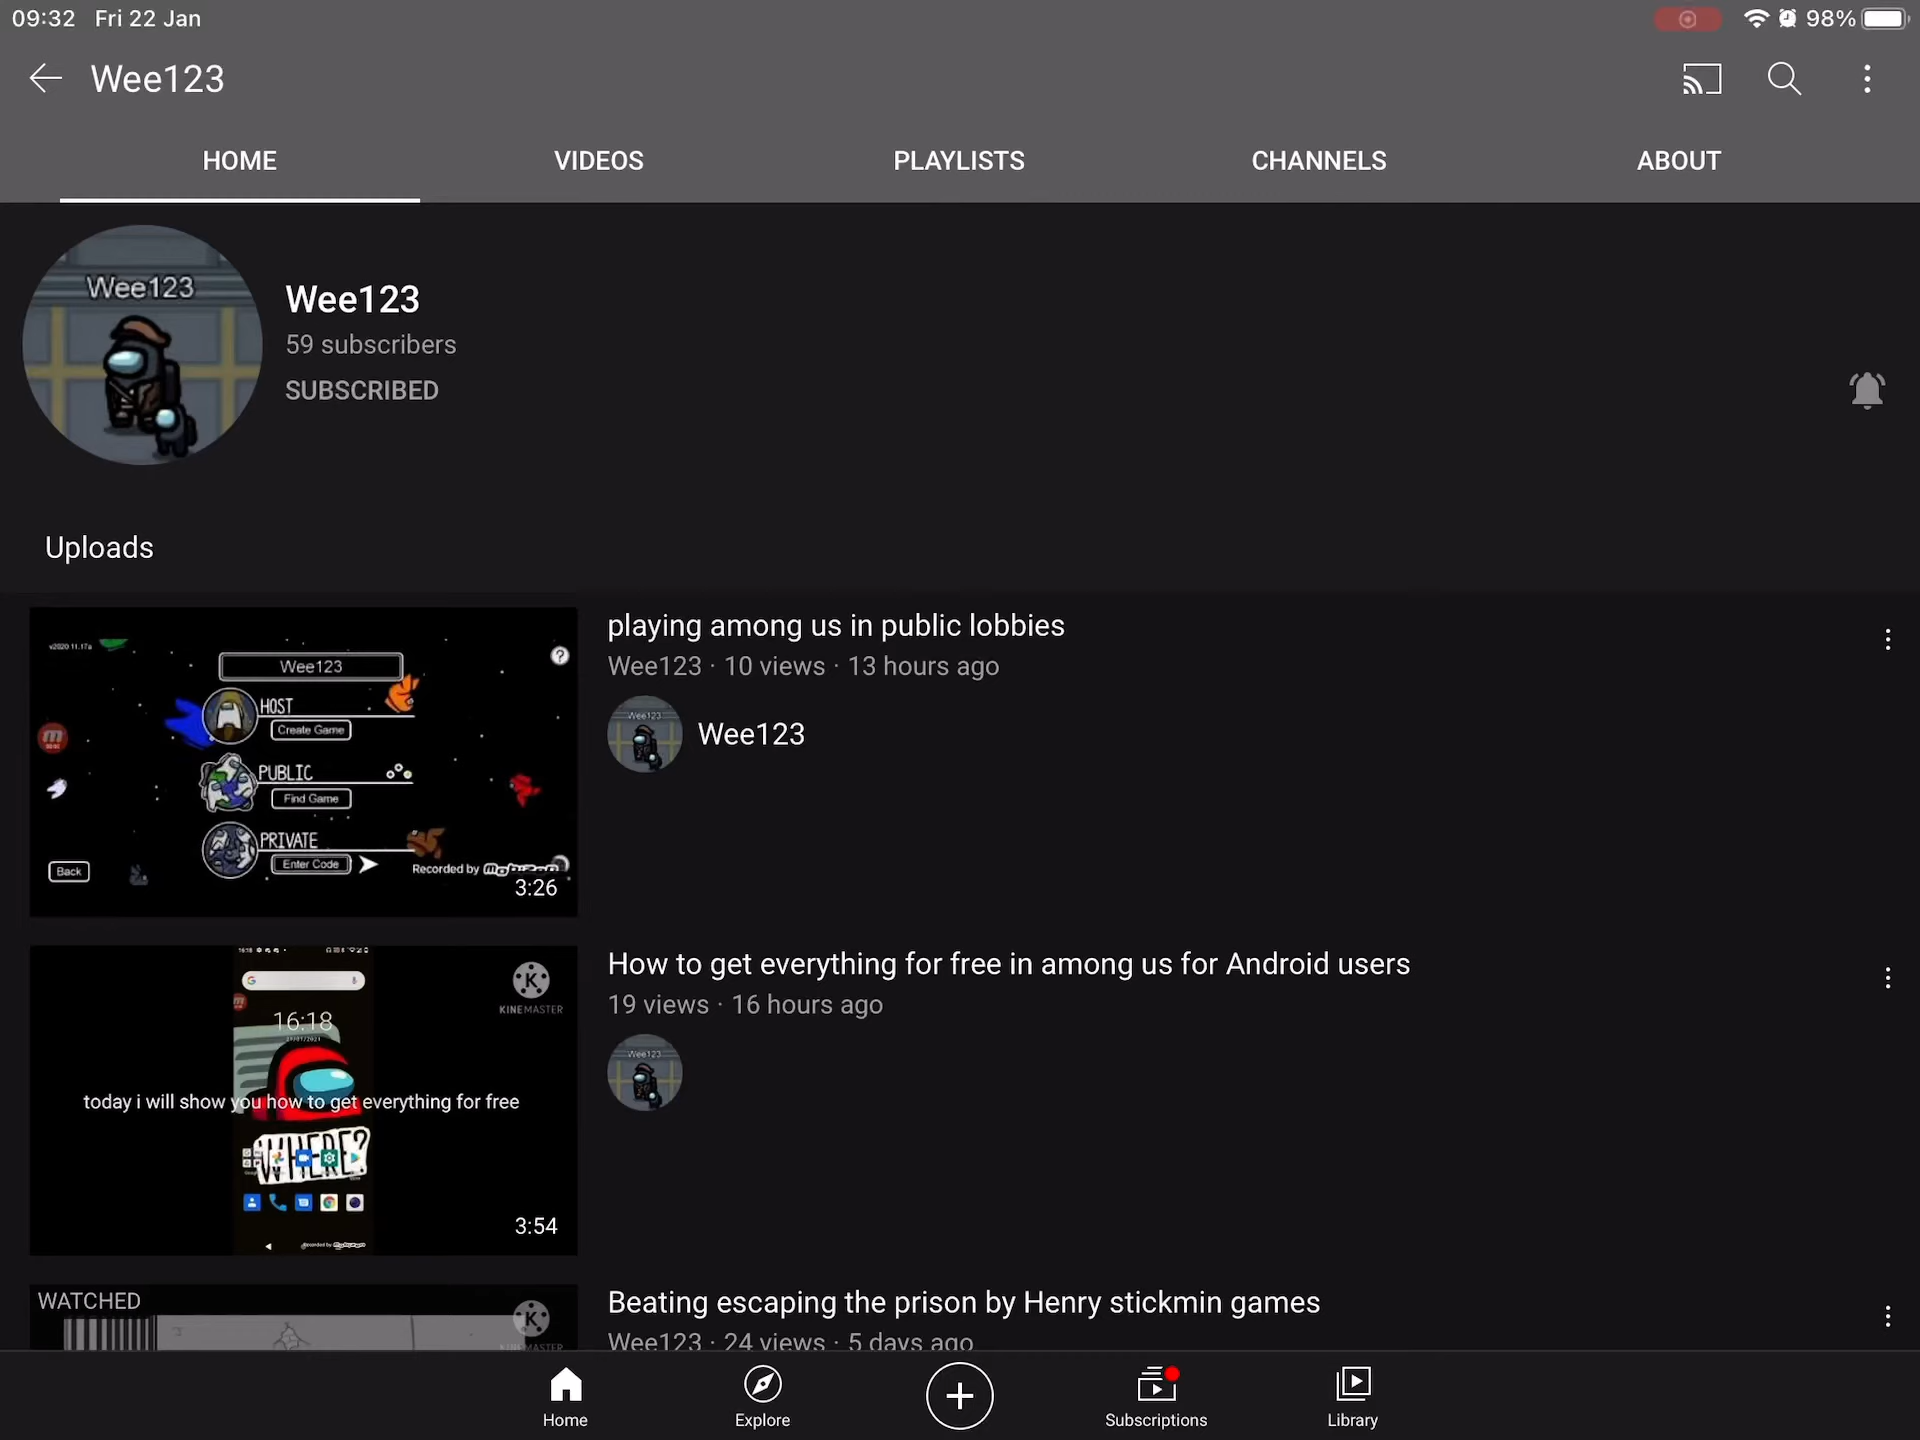 09:32 Fri 22 Jan
98%
Wee123
HOME VIDEOS PLAYLISTS CHANNELS ABOUT
Wee123
Wee123
59 subscribers
SUBSCRIBED
Uploads
v2020 11.17a
?
Wee123
HOST
Create Game
PUBLIC
Find Game
PRIVATE
Enter Code
Back
Recorded by
3:26
playing among us in public lobbies
Wee123 · 10 views · 13 hours ago
Wee123
Wee123
K
KINEMASTER
G
16:18
today i will show you how to get everything for free
WHERE?
3:54
How to get everything for free in among us for Android users
19 views · 16 hours ago
Wee123
WATCHED
K
Beating escaping the prison by Henry stickmin games
Wee123 · 24 views · 5 days ago
Home
Explore
Subscriptions
Library